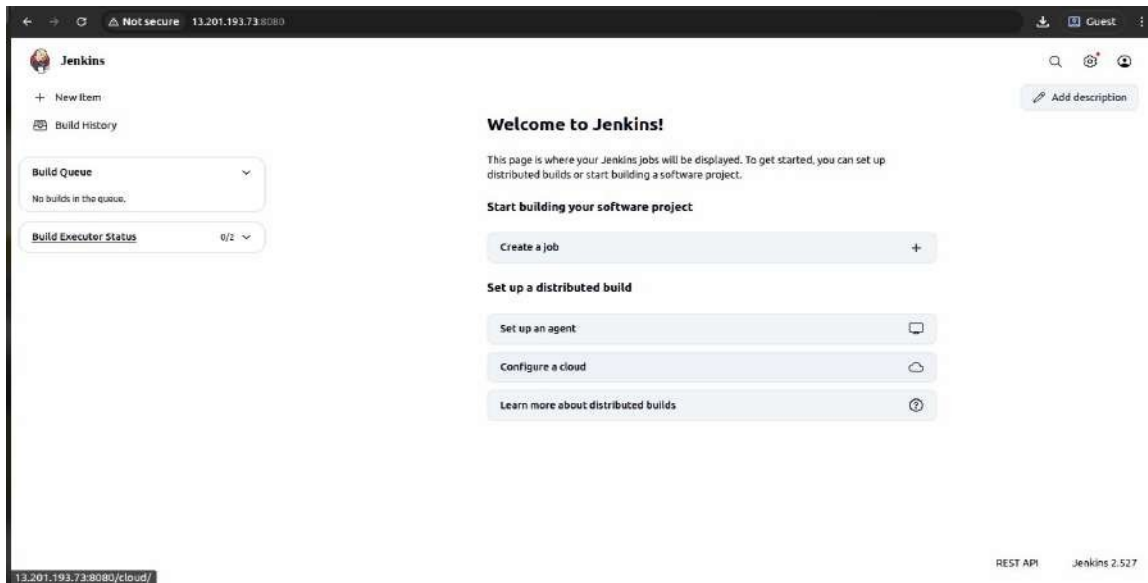 Not secure 13.201.193.73:8080
Guest
Jenkins
+ New Item
Add description
Build History
Welcome to Jenkins!
This page is where your Jenkins jobs will be displayed. To get started, you can set up
distributed builds or start building a software project.
Build Queue
No builds in the queue.
Start building your software project
Build Executor Status 0/2
Create a job +
Set up a distributed build
Set up an agent
Configure a cloud
Learn more about distributed builds
REST API Jenkins 2.527
13.201.193.73:8080/cloud/